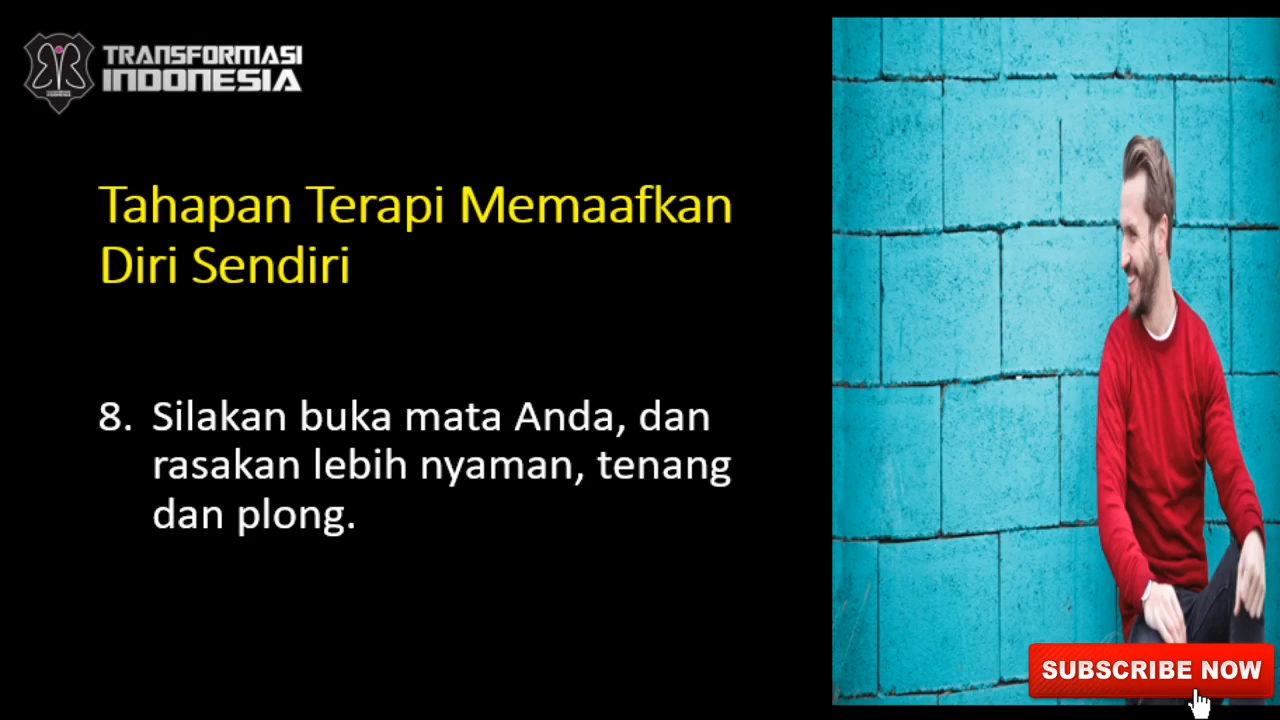 TRANSFORMASI
INDONESIA
Tahapan Terapi Memaafkan
Diri Sendiri
8. Silakan buka mata Anda, dan
rasakan lebih nyaman, tenang
dan plong.
SUBSCRIBE NOW